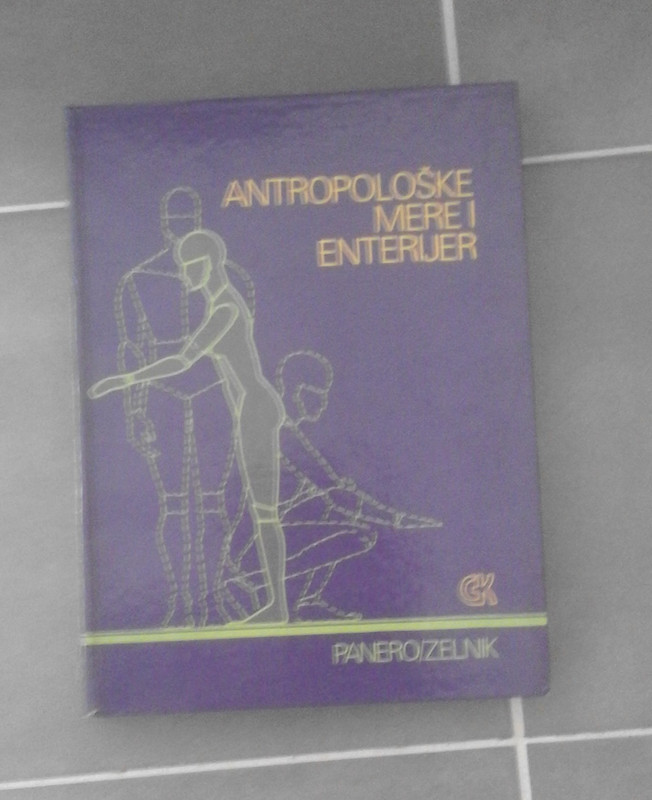 ANTROPOLOŠKE
MERE I
ENTERIJER
GK
PANERO/ZELNIK